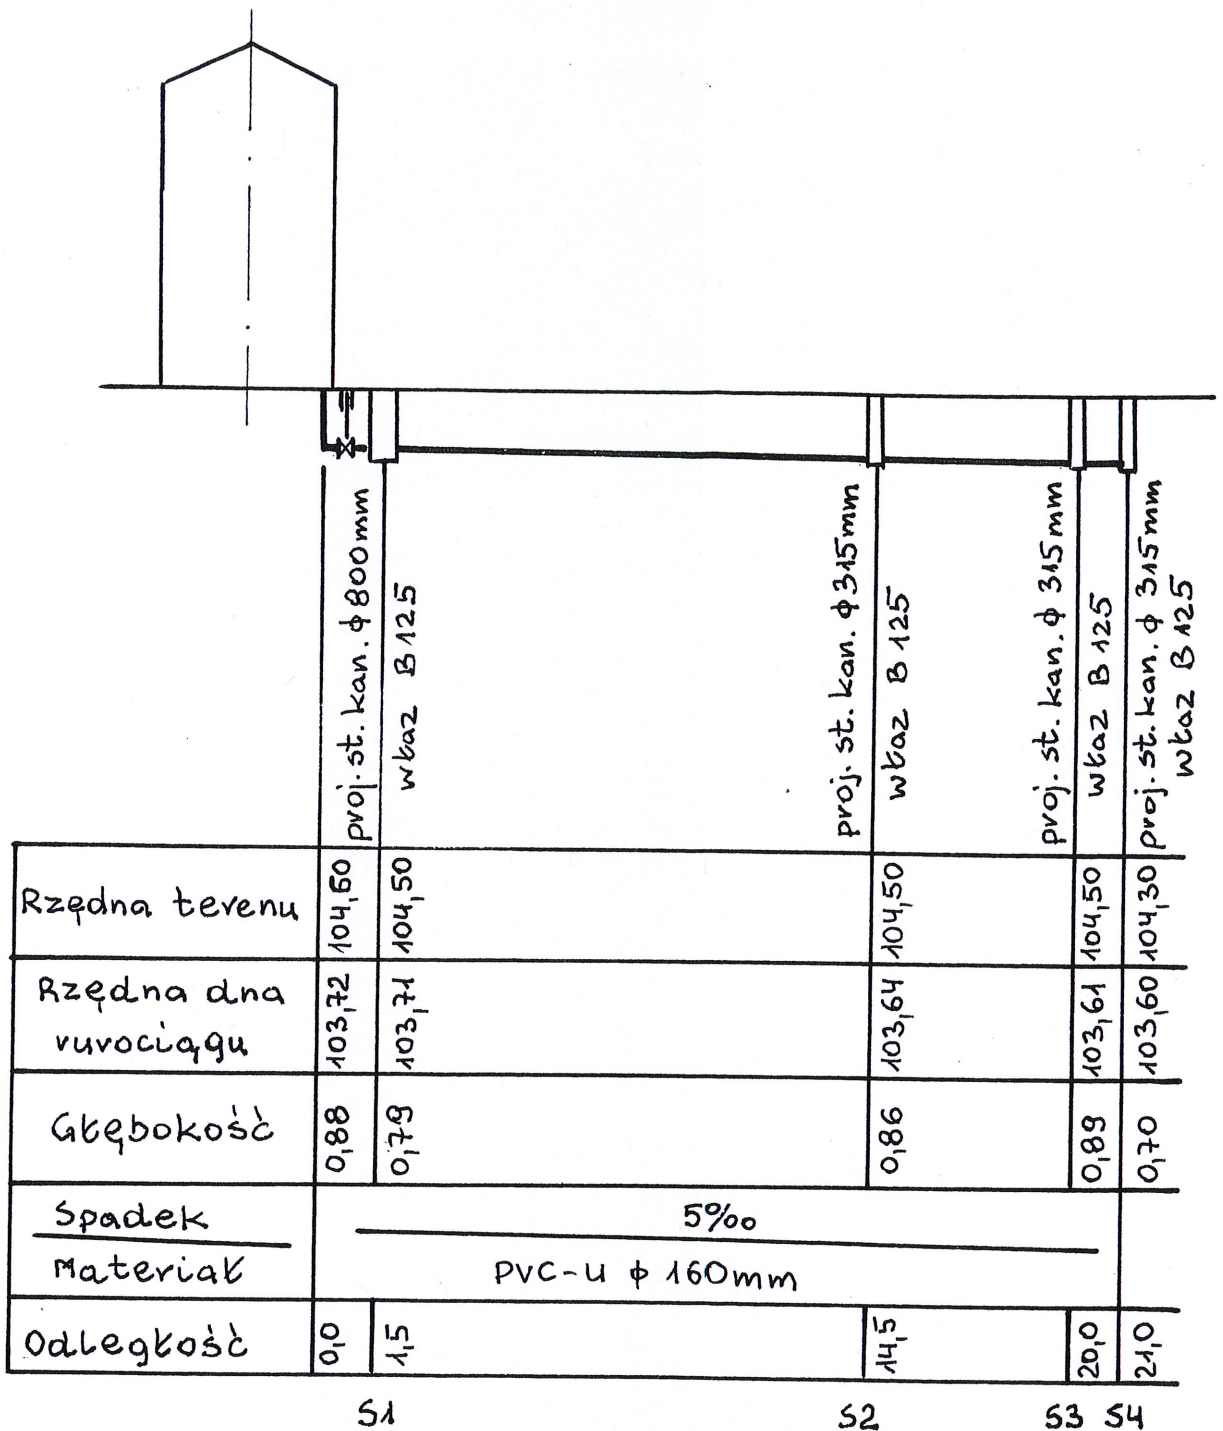 proj. st. kan. φ 800mm
właz B125
proj. st. kan. φ 315mm
właz B 125
proj. st. kan. φ 315mm
właz B 125
proj. st. kan. φ 315mm
właz B 125
Rzędna terenu 104,60 104,50 104,50 104,50 104,30
Rzędna dna
rurociągu 103,72 103,71 103,64 103,61 103,60
Głębokość 0,88 0,79 0,86 0,89 0,70
Spadek 5‰
Materiał PVC-U φ 160mm
Odległość 0,0 1,5 14,5 20,0 21,0
S1 S2 S3 S4